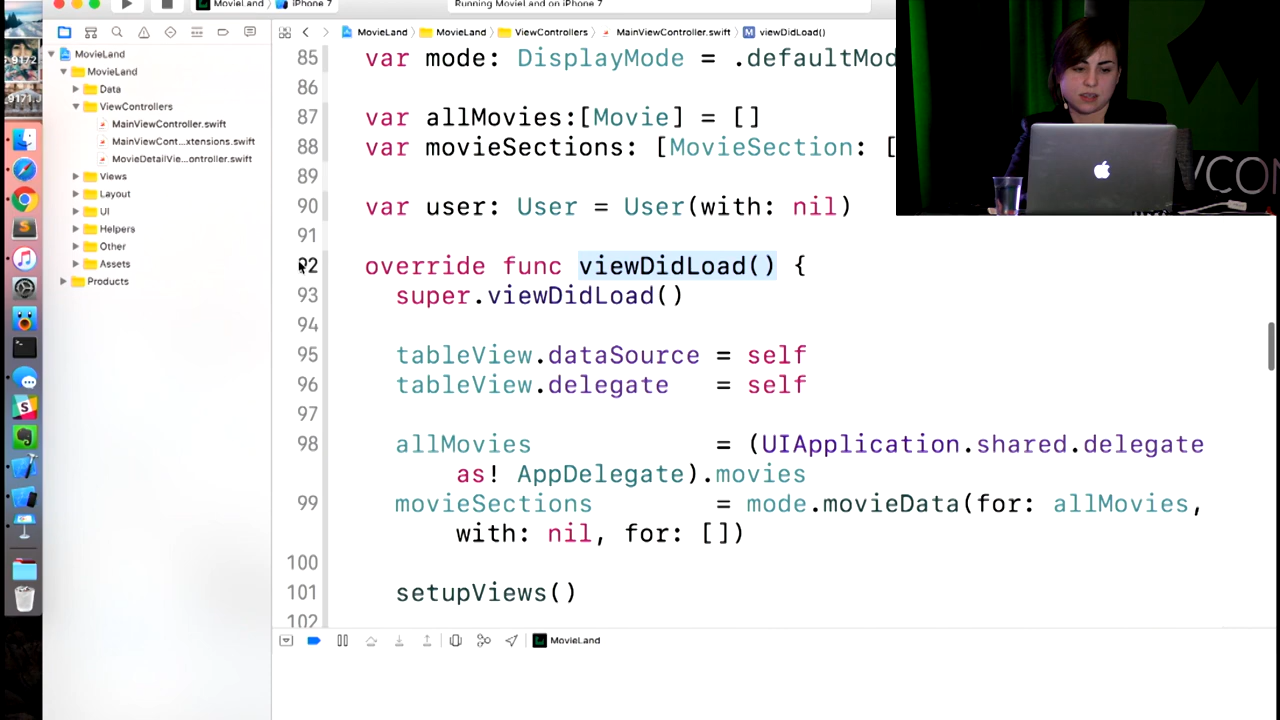 MovieLand
iPhone 7
Running MovieLand on iPhone 7
MovieLand
MovieLand
ViewControllers
MainViewController.swift
M
viewDidLoad()
9172
9171.J
MovieLand
MovieLand
Data
ViewControllers
MainViewController.swift
MainViewCont...xtensions.swift
MovieDetailVie...ontroller.swift
Views
Layout
UI
Helpers
Other
Assets
Products
85 var mode: DisplayMode = .defaultMod
86
87 var allMovies:[Movie] = []
88 var movieSections: [MovieSection: [
89
90 var user: User = User(with: nil)
91
92 override func viewDidLoad() {
93 super.viewDidLoad()
94
95 tableView.dataSource = self
96 tableView.delegate = self
97
98 allMovies = (UIApplication.shared.delegate
as! AppDelegate).movies
99 movieSections = mode.movieData(for: allMovies,
with: nil, for: [])
100
101 setupViews()
102
MovieLand
YCON